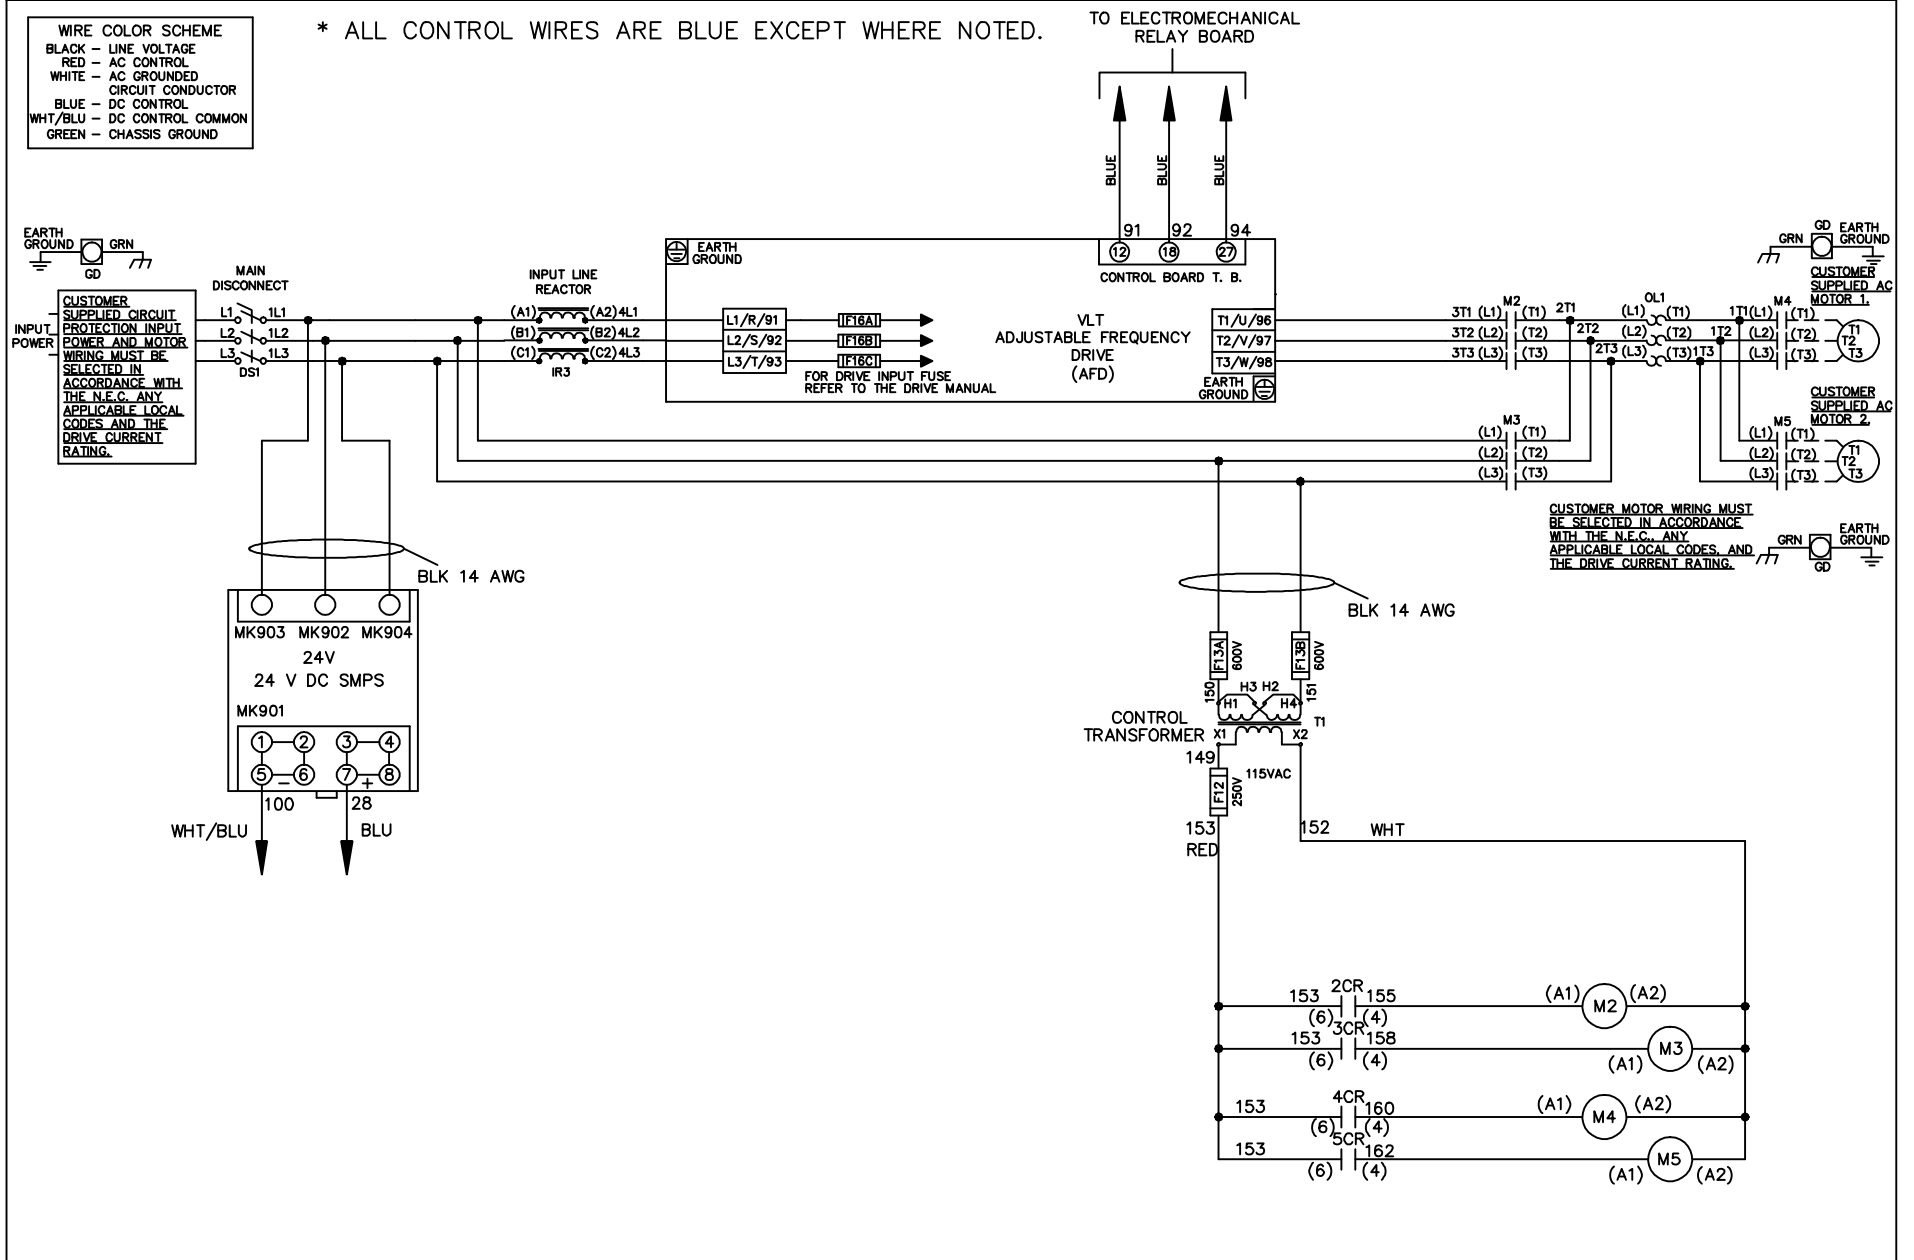 WIRE COLOR SCHEME
BLACK – LINE VOLTAGE
RED – AC CONTROL
WHITE – AC GROUNDED
CIRCUIT CONDUCTOR
BLUE – DC CONTROL
WHT/BLU – DC CONTROL COMMON
GREEN – CHASSIS GROUND
* ALL CONTROL WIRES ARE BLUE EXCEPT WHERE NOTED.
TO ELECTROMECHANICAL
RELAY BOARD
BLUE
BLUE
BLUE
91 92 94
12 18 27
CONTROL BOARD T. B.
EARTH
GROUND
GRN
GD
INPUT
POWER
CUSTOMER
SUPPLIED CIRCUIT
PROTECTION INPUT
POWER AND MOTOR
WIRING MUST BE
SELECTED IN
ACCORDANCE WITH
THE N.E.C. ANY
APPLICABLE LOCAL
CODES AND THE
DRIVE CURRENT
RATING.
MAIN
DISCONNECT
L1 1L1
L2 1L2
L3 1L3
DS1
INPUT LINE
REACTOR
(A1) (A2) 4L1
(B1) (B2) 4L2
(C1) (C2) 4L3
IR3
EARTH
GROUND
L1/R/91
L2/S/92
L3/T/93
F16A
F16B
F16C
FOR DRIVE INPUT FUSE
REFER TO THE DRIVE MANUAL
VLT
ADJUSTABLE FREQUENCY
DRIVE
(AFD)
T1/U/96
T2/V/97
T3/W/98
EARTH
GROUND
M2
3T1 (L1) (T1) 2T1
3T2 (L2) (T2) 2T2
3T3 (L3) (T3) 2T3
OL1
(L1) (T1) 1T1
(L2) (T2) 1T2
(L3) (T3) 1T3
M4
(L1) (T1)
(L2) (T2)
(L3) (T3)
T1
T2
T3
GD
GRN
EARTH
GROUND
CUSTOMER
SUPPLIED AC
MOTOR 1.
CUSTOMER
SUPPLIED AC
MOTOR 2.
M3
(L1) (T1)
(L2) (T2)
(L3) (T3)
M5
(L1) (T1)
(L2) (T2)
(L3) (T3)
T1
T2
T3
CUSTOMER MOTOR WIRING MUST
BE SELECTED IN ACCORDANCE
WITH THE N.E.C., ANY
APPLICABLE LOCAL CODES, AND
THE DRIVE CURRENT RATING.
GRN
GD
EARTH
GROUND
BLK 14 AWG
MK903 MK902 MK904
24V
24 V DC SMPS
MK901
1 2 3 4
5 – 6 7 + 8
100 28
WHT/BLU BLU
BLK 14 AWG
F13A
600V
F13B
600V
150
151
H3 H2
H1 H4
CONTROL
TRANSFORMER
T1
X1 X2
149
115VAC
F12
250V
153
RED
152 WHT
2CR
153 155
(6) (4)
(A1) M2 (A2)
3CR
153 158
(6) (4)
(A1) M3 (A2)
4CR
153 160
(6) (4)
(A1) M4 (A2)
5CR
153 162
(6) (4)
(A1) M5 (A2)